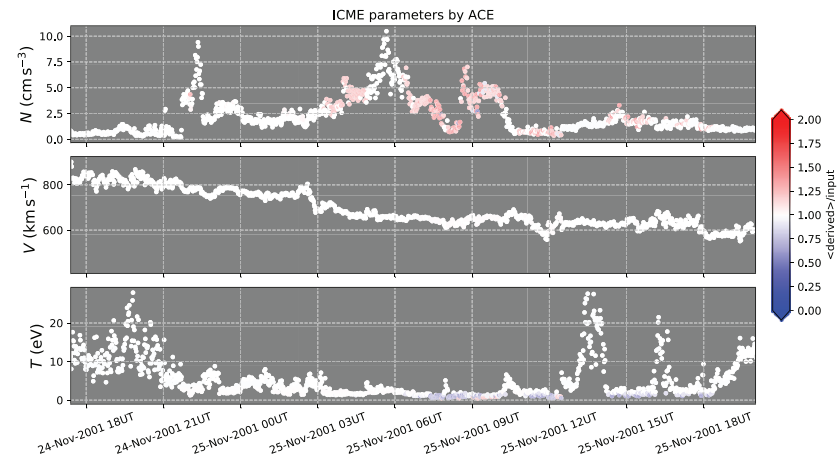 ICME parameters by ACE
N (cm s⁻³)
10.0
7.5
5.0
2.5
0.0
V (km s⁻¹)
800
600
T (eV)
20
10
0
24-Nov-2001 18UT
24-Nov-2001 21UT
25-Nov-2001 00UT
25-Nov-2001 03UT
25-Nov-2001 06UT
25-Nov-2001 09UT
25-Nov-2001 12UT
25-Nov-2001 15UT
25-Nov-2001 18UT
2.00
1.75
1.50
1.25
1.00
0.75
0.50
0.25
0.00
<derived>/input